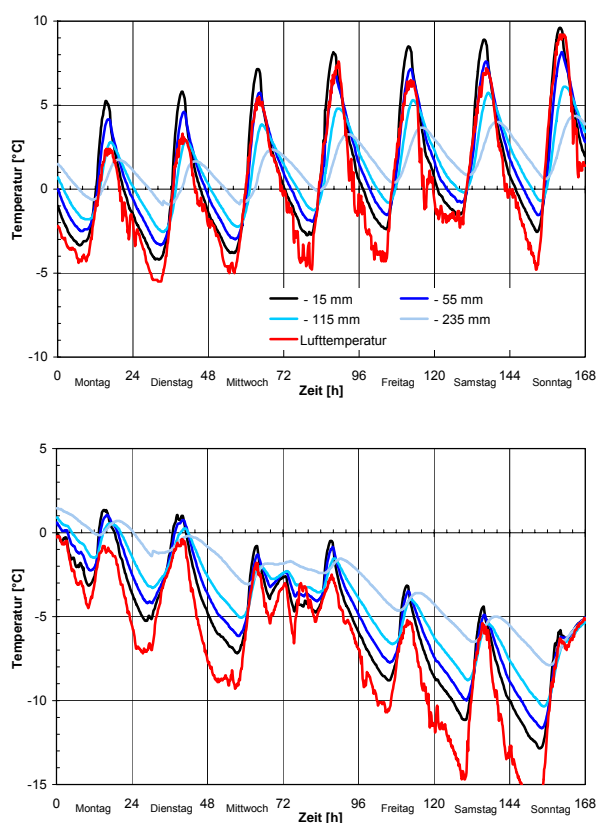 10
5
0
-5
-10
Temperatur [°C]
- 15 mm
- 55 mm
- 115 mm
- 235 mm
Lufttemperatur
0 24 48 72 96 120 144 168
Montag Dienstag Mittwoch Freitag Samstag Sonntag
Zeit [h]
5
0
-5
-10
-15
Temperatur [°C]
0 24 48 72 96 120 144 168
Montag Dienstag Mittwoch Freitag Samstag Sonntag
Zeit [h]